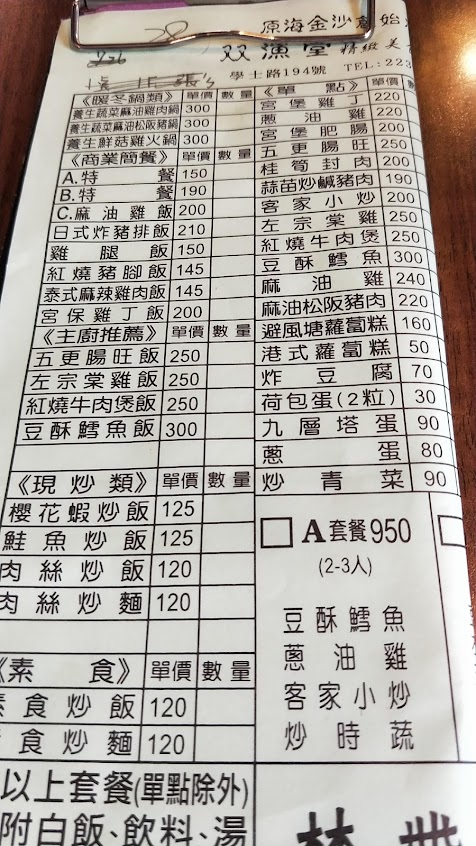 原海金沙
双漁堂 精緻美
學士路194號 TEL:223
《暖冬鍋類》 單價 數量
養生蔬菜麻油雞肉鍋 300
養生蔬菜麻油松阪豬鍋 300
養生鮮菇雞火鍋 300
《商業簡餐》 單價 數量
A.特餐 150
B.特餐 190
C.麻油雞飯 200
日式炸豬排飯 210
雞腿飯 150
紅燒豬腳飯 145
泰式麻辣雞肉飯 145
宮保雞丁飯 200
《主廚推薦》 單價 數量
五更腸旺飯 250
左宗棠雞飯 250
紅燒牛肉煲飯 250
豆酥鱈魚飯 300
《現炒類》 單價 數量
櫻花蝦炒飯 125
鮭魚炒飯 125
肉絲炒飯 120
肉絲炒麵 120
《素食》 單價 數量
素食炒飯 120
食炒麵 120
以上套餐(單點除外)
附白飯、飲料、湯
《單點》 單價 數量
宮堡雞丁 220
蔥油雞 220
宮堡肥腸 200
五更腸旺 250
桂筍封肉 200
蒜苗炒鹹豬肉 190
客家小炒 200
左宗棠雞 250
紅燒牛肉煲 250
豆酥鱈魚 300
麻油雞 240
麻油松阪豬肉 220
避風塘蘿蔔糕 160
港式蘿蔔糕 50
炸豆腐 70
荷包蛋(2粒) 30
九層塔蛋 90
蔥蛋 80
炒青菜 90
A套餐950
(2-3人)
豆酥鱈魚
蔥油雞
客家小炒
炒時蔬